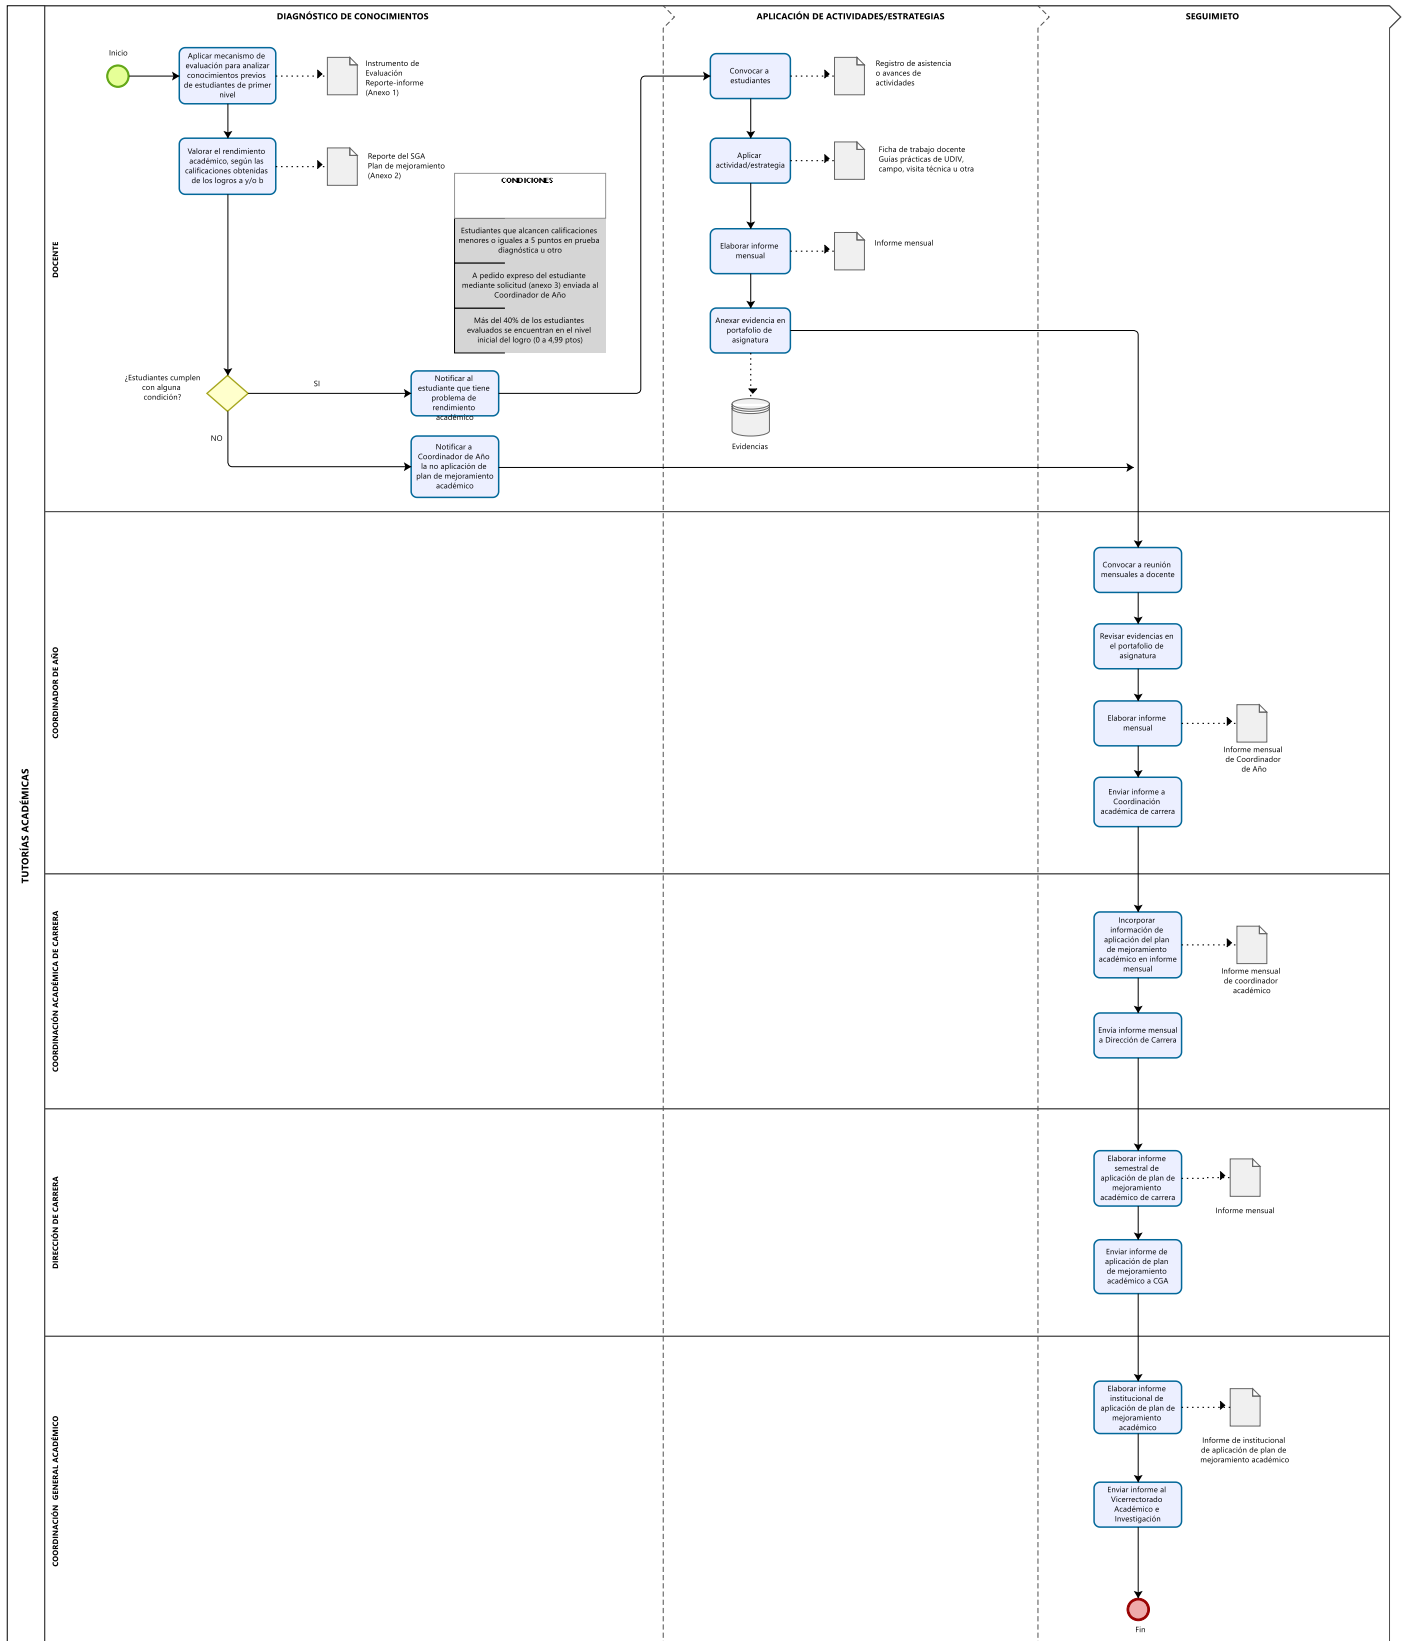 TUTORÍAS ACADÉMICAS
DIAGNÓSTICO DE CONOCIMIENTOS
APLICACIÓN DE ACTIVIDADES/ESTRATEGIAS
SEGUIMIETO
DOCENTE
Inicio
Aplicar mecanismo de
evaluación para analizar
conocimientos previos
de estudiantes de primer
nivel
Instrumento de
Evaluación
Reporte-informe
(Anexo 1)
Valorar el rendimiento
académico, según las
calificaciones obtenidas
de los logros a y/o b
Reporte del SGA
Plan de mejoramiento
(Anexo 2)
CONDICIONES
Estudiantes que alcancen calificaciones
menores o iguales a 5 puntos en prueba
diagnóstica u otro
A pedido expreso del estudiante
mediante solicitud (anexo 3) enviada al
Coordinador de Año
Más del 40% de los estudiantes
evaluados se encuentran en el nivel
inicial del logro (0 a 4,99 ptos)
¿Estudiantes cumplen
con alguna
condición?
SI
Notificar al
estudiante que tiene
problema de
rendimiento
académico
NO
Notificar a
Coordinador de Año
la no aplicación de
plan de mejoramiento
académico
Convocar a
estudiantes
Registro de asistencia
o avances de
actividades
Aplicar
actividad/estrategia
Ficha de trabajo docente
Guías prácticas de UDIV,
campo, visita técnica u otra
Elaborar informe
mensual
Informe mensual
Anexar evidencia en
portafolio de
asignatura
Evidencias
COORDINADOR DE AÑO
Convocar a reunión
mensuales a docente
Revisar evidencias en
el portafolio de
asignatura
Elaborar informe
mensual
Informe mensual
de Coordinador
de Año
Enviar informe a
Coordinación
académica de carrera
COORDINACIÓN ACADÉMICA DE CARRERA
Incorporar
información de
aplicación del plan
de mejoramiento
académico en informe
mensual
Informe mensual
de coordinador
académico
Envía informe mensual
a Dirección de Carrera
DIRECCIÓN DE CARRERA
Elaborar informe
semestral de
aplicación de plan de
mejoramiento
académico de carrera
Informe mensual
Enviar informe de
aplicación de plan
de mejoramiento
académico a CGA
COORDINACIÓN GENERAL ACADÉMICO
Elaborar informe
institucional de
aplicación de plan de
mejoramiento
académico
Informe de institucional
de aplicación de plan de
mejoramiento académico
Enviar informe al
Vicerrectorado
Académico e
Investigación
Fin